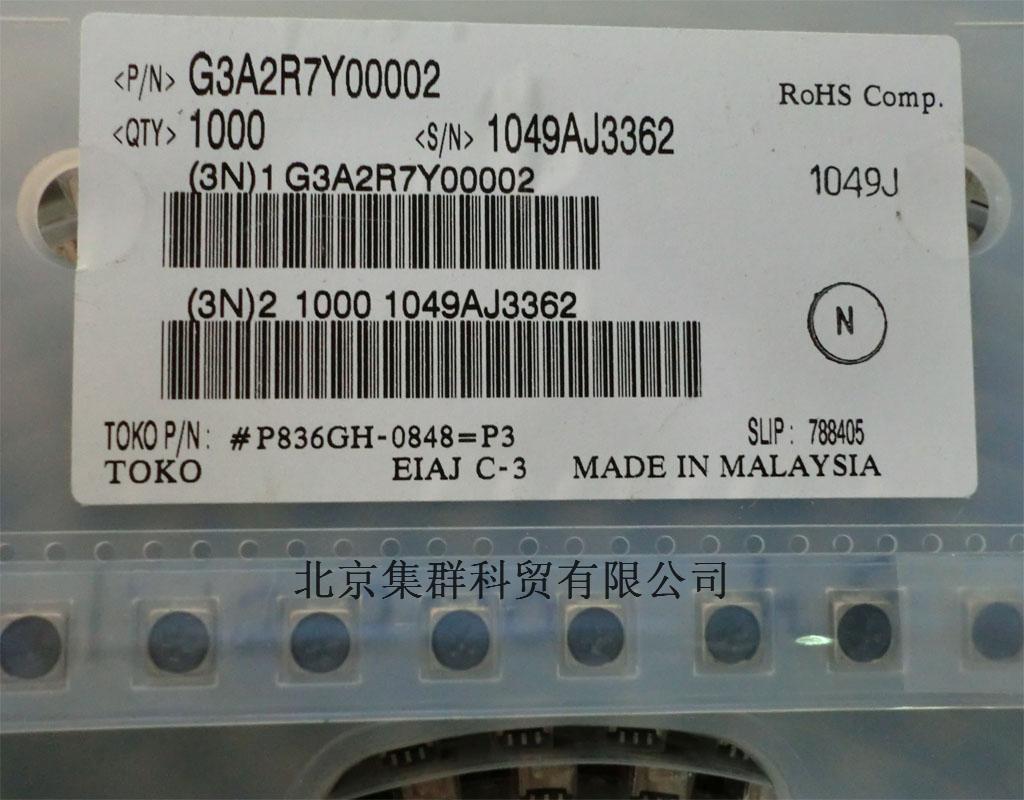 <P/N> G3A2R7Y00002
RoHS Comp.
<QTY> 1000 <S/N> 1049AJ3362
(3N)1 G3A2R7Y00002
1049J
(3N)2 1000 1049AJ3362
N
TOKO P/N: #P836GH-0848=P3 SLIP: 788405
TOKO EIAJ C-3 MADE IN MALAYSIA
北京集群科贸有限公司